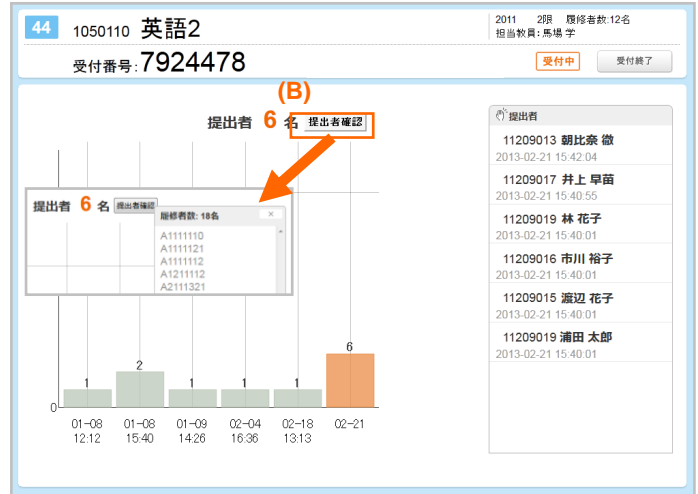 44 1050110 英語2
2011 2限 履修者数:12名
担当教員:馬場 学
受付番号:7924478
受付中 受付終了
(B)
提出者 6 名 提出者確認
提出者 6 名 提出者確認
履修者数: 18名 ×
A1111110
A1111121
A1111112
A1211112
A2111321
1 2 1 1 1 6
0
01-08 01-08 01-09 02-04 02-18 02-21
12:12 15:40 14:26 16:36 13:13
提出者
11209013 朝比奈 徹
2013-02-21 15:42:04
11209017 井上 早苗
2013-02-21 15:40:55
11209019 林 花子
2013-02-21 15:40:01
11209016 市川 裕子
2013-02-21 15:40:01
11209015 渡辺 花子
2013-02-21 15:40:01
11209019 浦田 太郎
2013-02-21 15:40:01